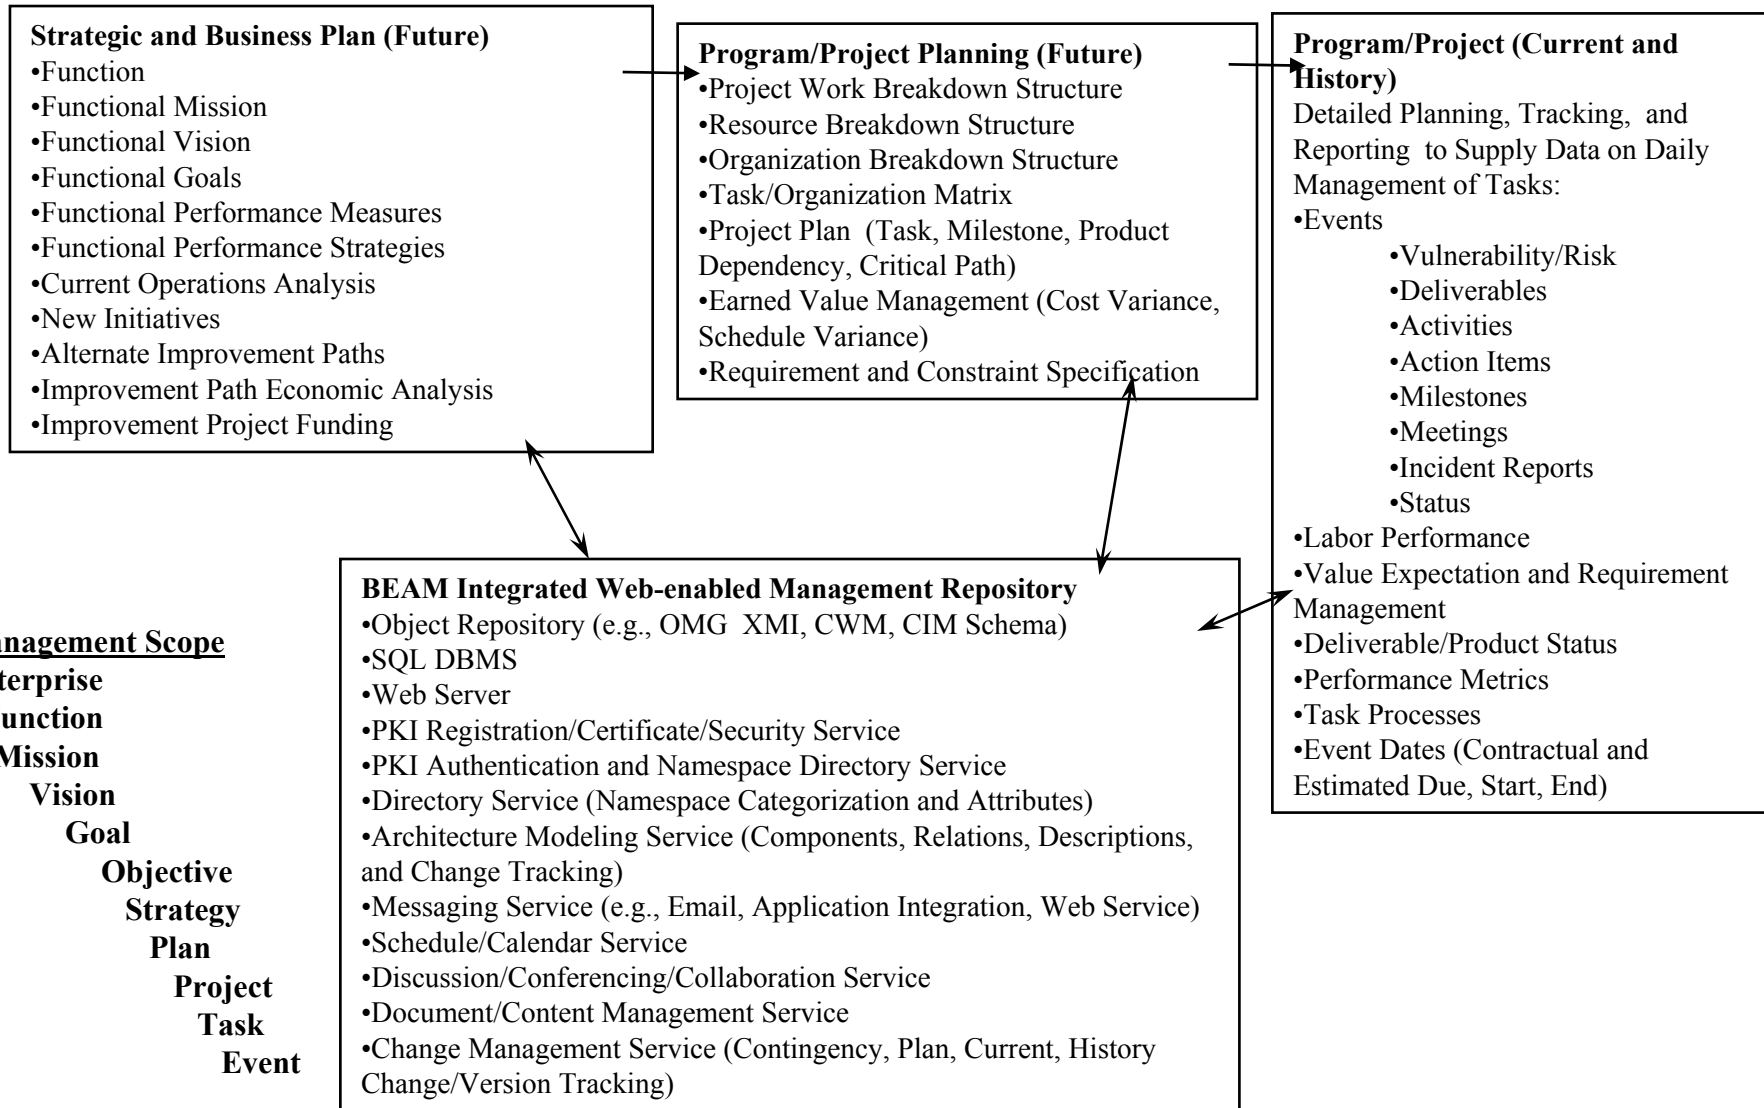 Strategic and Business Plan (Future)
•Function
•Functional Mission
•Functional Vision
•Functional Goals
•Functional Performance Measures
•Functional Performance Strategies
•Current Operations Analysis
•New Initiatives
•Alternate Improvement Paths
•Improvement Path Economic Analysis
•Improvement Project Funding
Program/Project Planning (Future)
•Project Work Breakdown Structure
•Resource Breakdown Structure
•Organization Breakdown Structure
•Task/Organization Matrix
•Project Plan (Task, Milestone, Product
Dependency, Critical Path)
•Earned Value Management (Cost Variance,
Schedule Variance)
•Requirement and Constraint Specification
Program/Project (Current and
History)
Detailed Planning, Tracking, and
Reporting to Supply Data on Daily
Management of Tasks:
•Events
•Vulnerability/Risk
•Deliverables
•Activities
•Action Items
•Milestones
•Meetings
•Incident Reports
•Status
•Labor Performance
•Value Expectation and Requirement
Management
•Deliverable/Product Status
•Performance Metrics
•Task Processes
•Event Dates (Contractual and
Estimated Due, Start, End)
anagement Scope
terprise
unction
Mission
Vision
Goal
Objective
Strategy
Plan
Project
Task
Event
BEAM Integrated Web-enabled Management Repository
•Object Repository (e.g., OMG XMI, CWM, CIM Schema)
•SQL DBMS
•Web Server
•PKI Registration/Certificate/Security Service
•PKI Authentication and Namespace Directory Service
•Directory Service (Namespace Categorization and Attributes)
•Architecture Modeling Service (Components, Relations, Descriptions,
and Change Tracking)
•Messaging Service (e.g., Email, Application Integration, Web Service)
•Schedule/Calendar Service
•Discussion/Conferencing/Collaboration Service
•Document/Content Management Service
•Change Management Service (Contingency, Plan, Current, History
Change/Version Tracking)